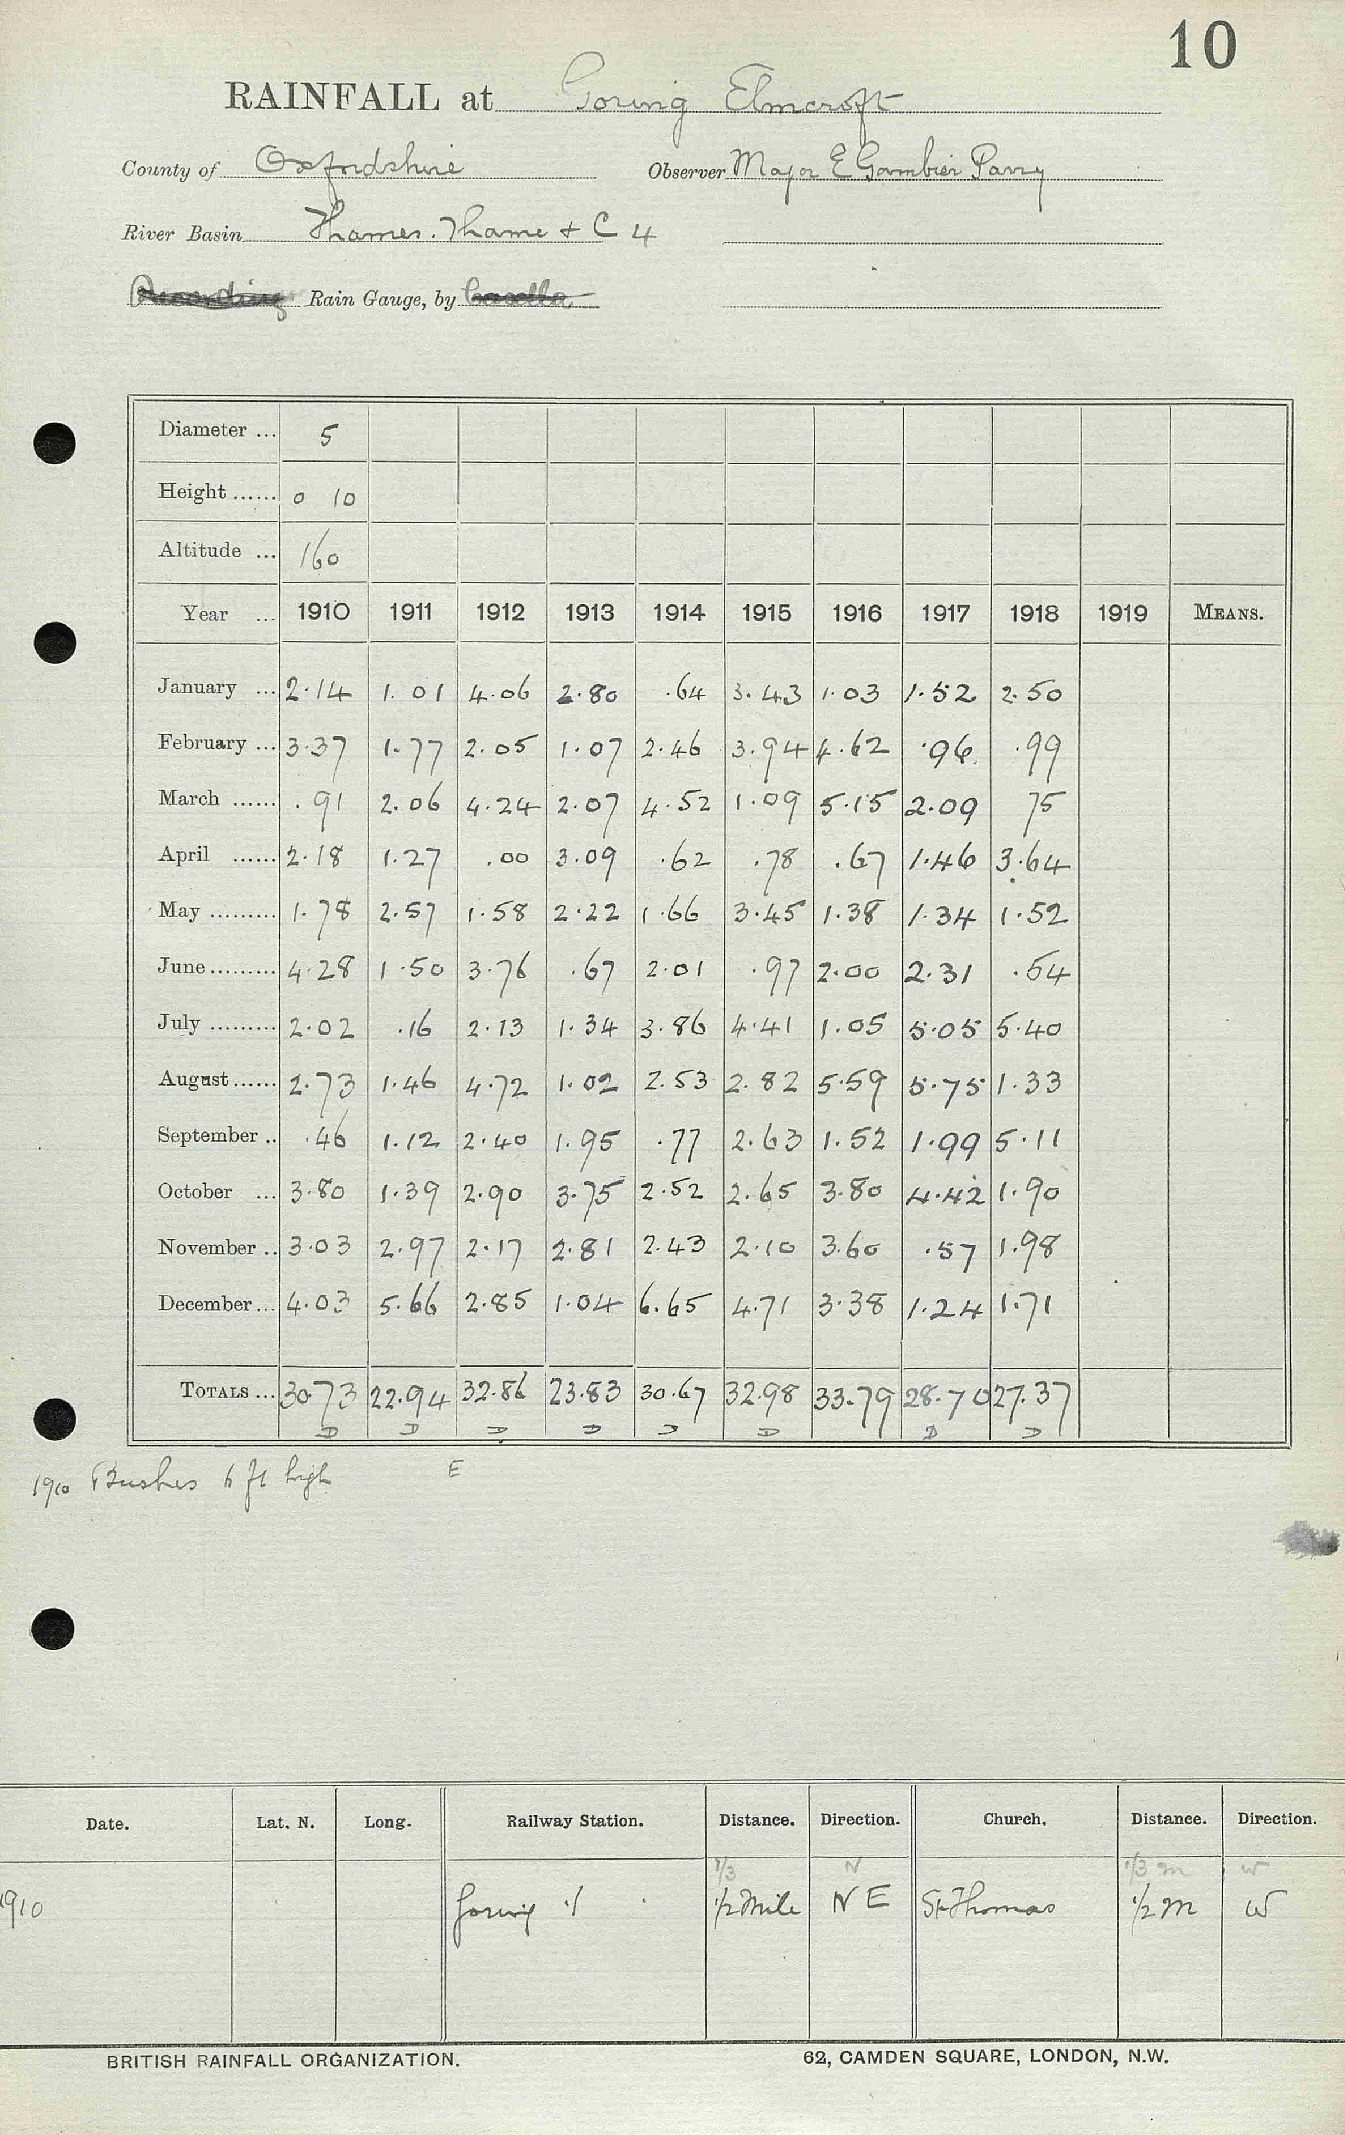 10
RAINFALL at Goring Elmcroft
County of Oxfordshire Observer Major E Gambier Parry
River Basin Thames. Thame + C 4
Recording Rain Gauge, by Casella
Diameter ... 5
Height ...... 0 10
Altitude ... 160
Year ... 1910 1911 1912 1913 1914 1915 1916 1917 1918 1919 MEANS.
January ... 2.14 1.01 4.06 2.80 .64 3.43 1.03 1.52 2.50
February ... 3.37 1.77 2.05 1.07 2.46 3.94 4.62 .96 .99
March ...... .91 2.06 4.24 2.07 4.52 1.09 5.15 2.09 75
April ...... 2.18 1.27 .00 3.09 .62 .78 .67 1.46 3.64
May ......... 1.78 2.57 1.58 2.22 1.66 3.45 1.38 1.34 1.52
June ......... 4.28 1.50 3.76 .67 2.01 .97 2.00 2.31 .54
July ......... 2.02 .16 2.13 1.34 3.86 4.41 1.05 5.05 5.40
August ...... 2.73 1.46 4.72 1.02 2.53 2.82 5.59 5.75 1.33
September .. .46 1.12 2.40 1.95 .77 2.63 1.52 1.99 5.11
October ... 3.80 1.39 2.90 3.75 2.52 2.65 3.80 4.42 1.90
November .. 3.03 2.97 2.17 2.81 2.43 2.10 3.60 .57 1.98
December ... 4.03 5.66 2.85 1.04 6.65 4.71 3.38 1.24 1.71
TOTALS ... 30.73 22.94 32.86 23.83 30.67 32.98 33.79 28.70 27.37
D D D D D D D D
1910 Bushes 6 ft high E
Date. Lat. N. Long. Railway Station. Distance. Direction. Church. Distance. Direction.
1/3 N 1/3 m W
1910 Goring 1/2 Mile N E St Thomas 1/2 m W
BRITISH RAINFALL ORGANIZATION. 62, CAMDEN SQUARE, LONDON, N.W.